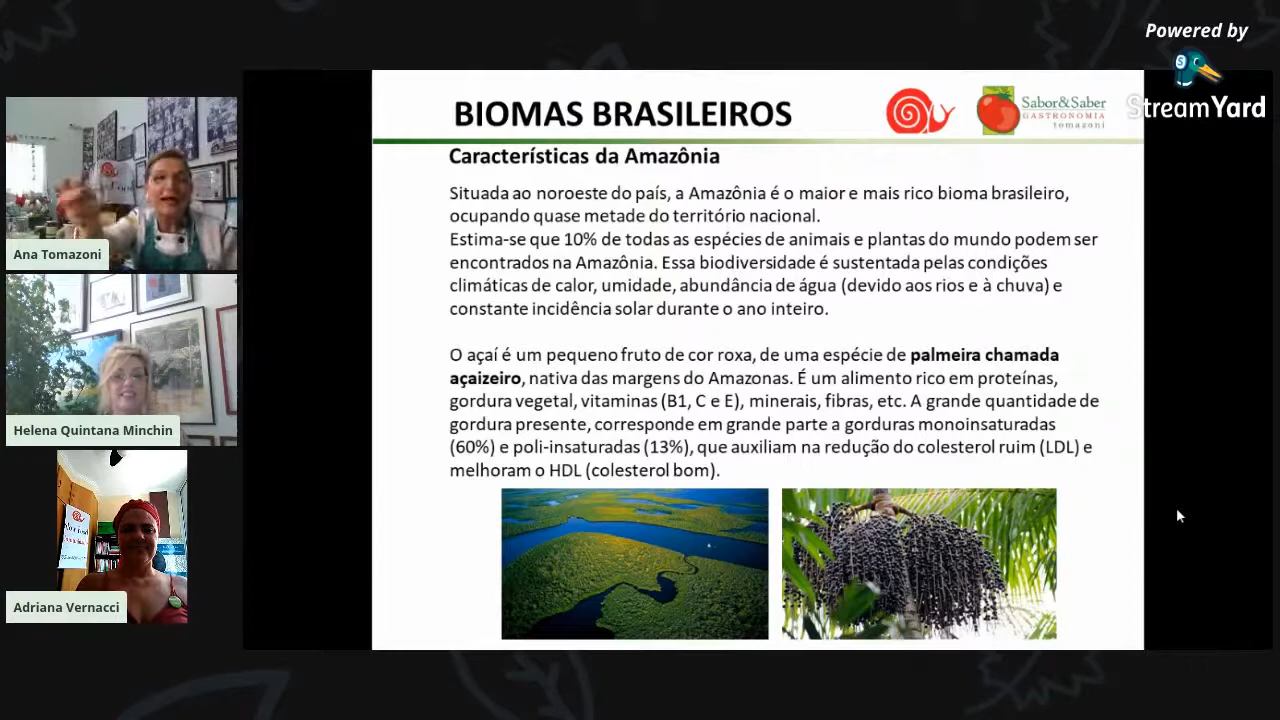 Powered by
StreamYard
BIOMAS BRASILEIROS
Sabor&Saber
GASTRONOMIA
tomazoni
Características da Amazônia
Situada ao noroeste do país, a Amazônia é o maior e mais rico bioma brasileiro,
ocupando quase metade do território nacional.
Estima-se que 10% de todas as espécies de animais e plantas do mundo podem ser
encontrados na Amazônia. Essa biodiversidade é sustentada pelas condições
climáticas de calor, umidade, abundância de água (devido aos rios e à chuva) e
constante incidência solar durante o ano inteiro.
O açaí é um pequeno fruto de cor roxa, de uma espécie de palmeira chamada
açaizeiro, nativa das margens do Amazonas. É um alimento rico em proteínas,
gordura vegetal, vitaminas (B1, C e E), minerais, fibras, etc. A grande quantidade de
gordura presente, corresponde em grande parte a gorduras monoinsaturadas
(60%) e poli-insaturadas (13%), que auxiliam na redução do colesterol ruim (LDL) e
melhoram o HDL (colesterol bom).
Ana Tomazoni
Helena Quintana Minchin
Adriana Vernacci